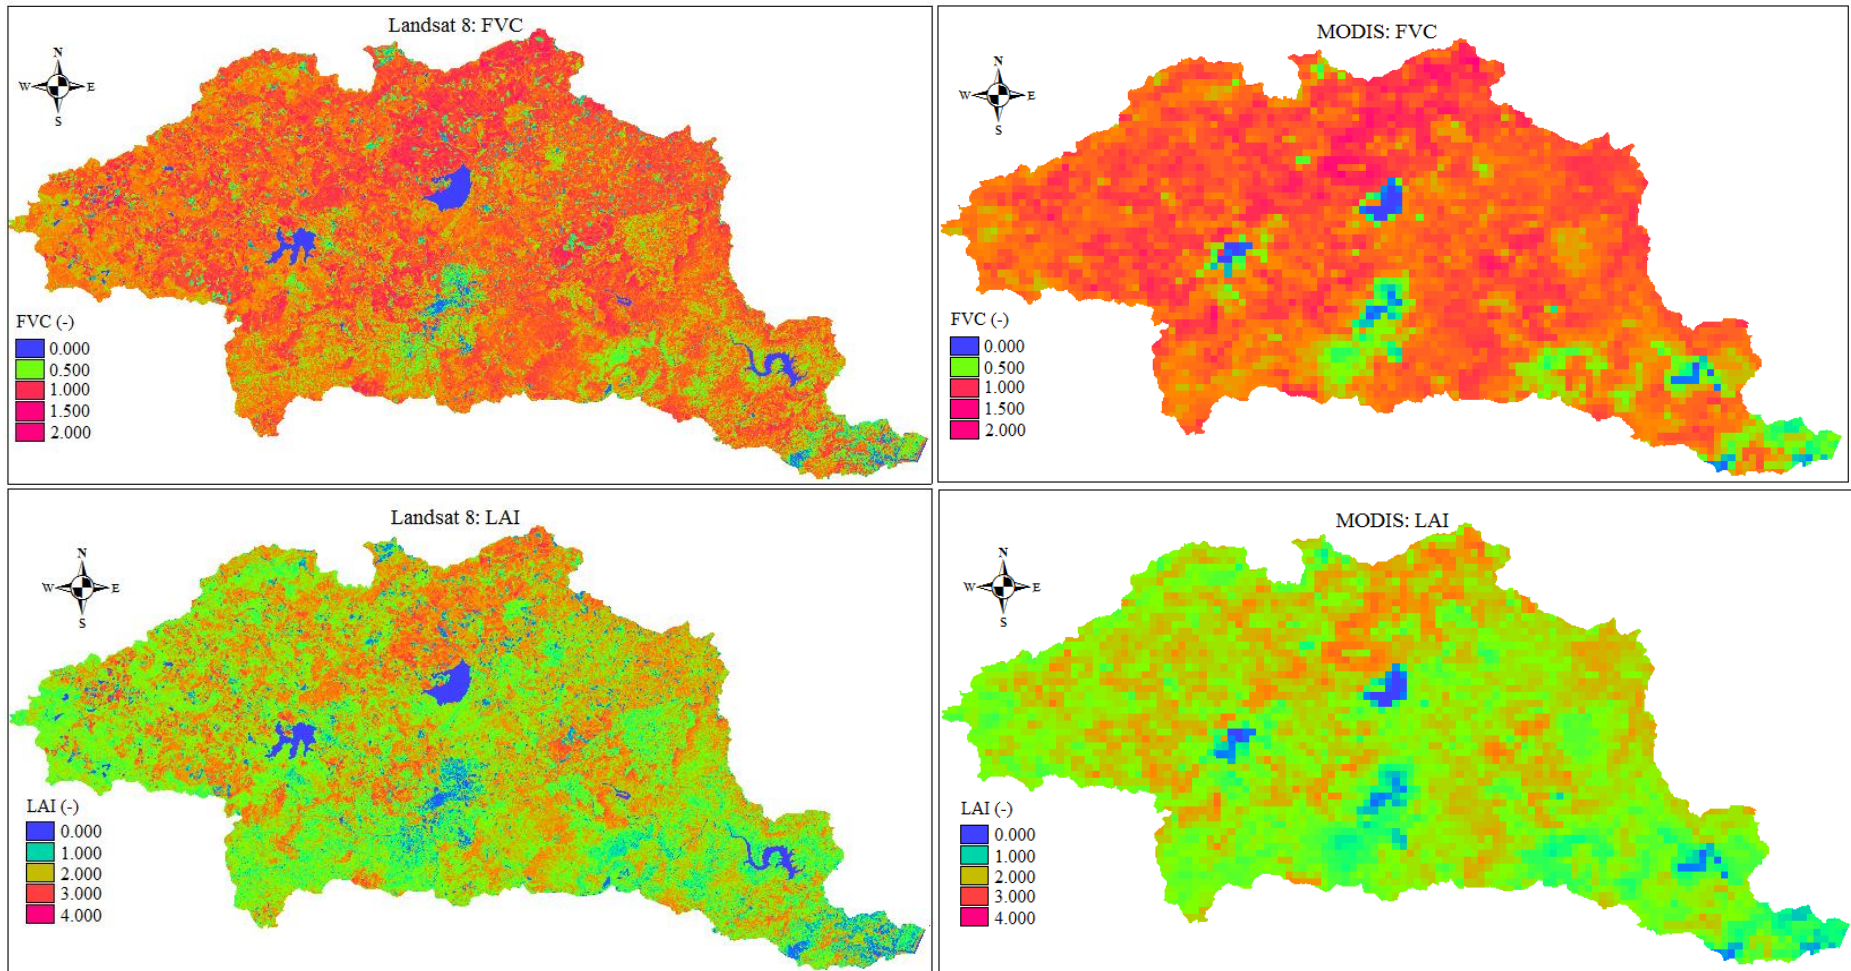 Landsat 8: FVC
N
W E
S
FVC (-)
0.000
0.500
1.000
1.500
2.000
MODIS: FVC
N
W E
S
FVC (-)
0.000
0.500
1.000
1.500
2.000
Landsat 8: LAI
N
W E
S
LAI (-)
0.000
1.000
2.000
3.000
4.000
MODIS: LAI
N
W E
S
LAI (-)
0.000
1.000
2.000
3.000
4.000